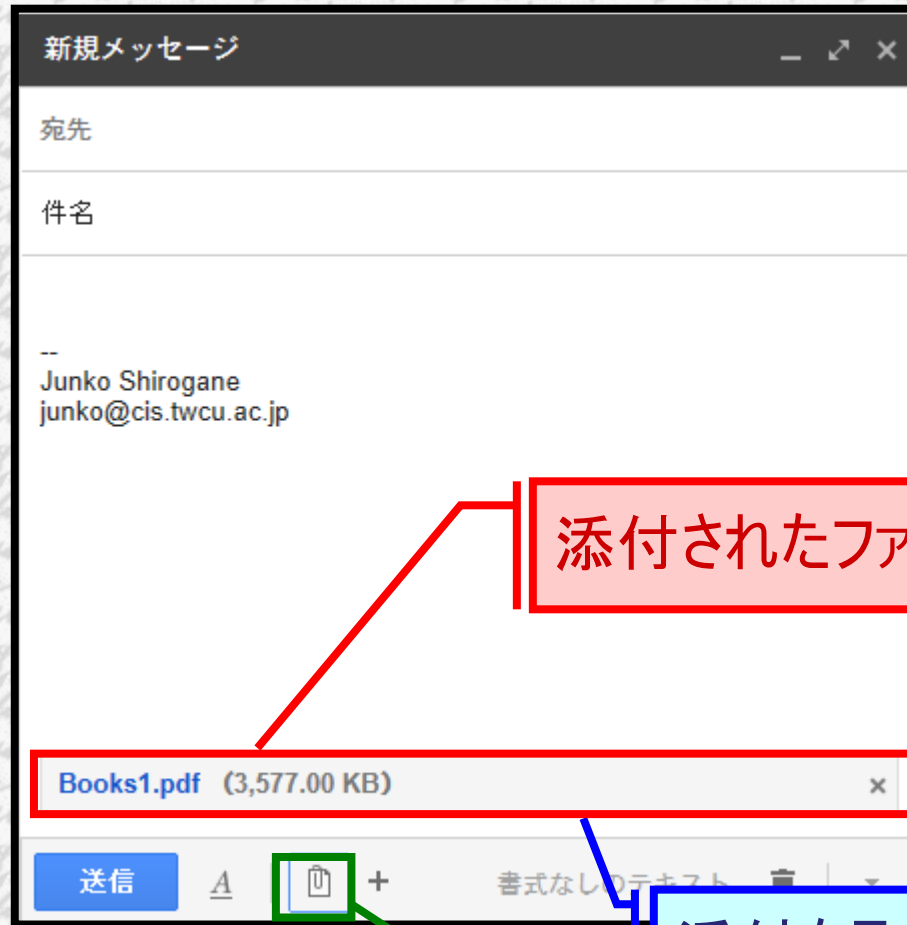 新規メッセージ
宛先
件名
--
Junko Shirogane
junko@cis.twcu.ac.jp
添付されたファ
Books1.pdf (3,577.00 KB)
送信 A + 書式なしのテキスト